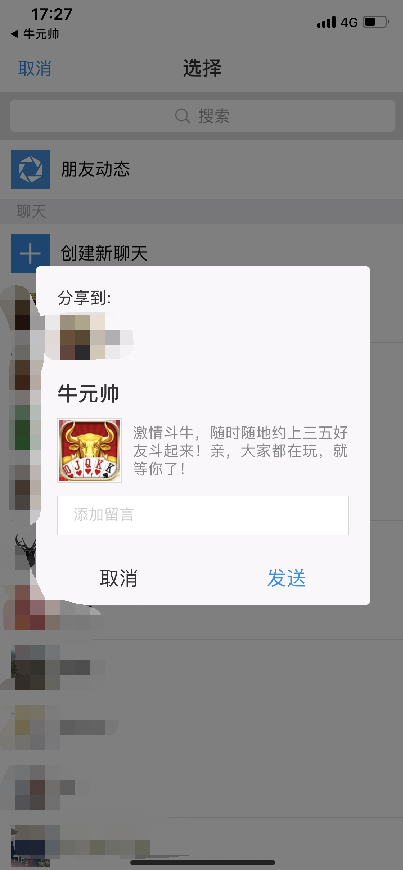 17:27
4G
牛元帅
取消
选择
搜索
朋友动态
聊天
创建新聊天
分享到:
牛元帅
激情斗牛，随时随地约上三五好
友斗起来！亲，大家都在玩，就
等你了！
10 J Q K K
添加留言
取消
发送